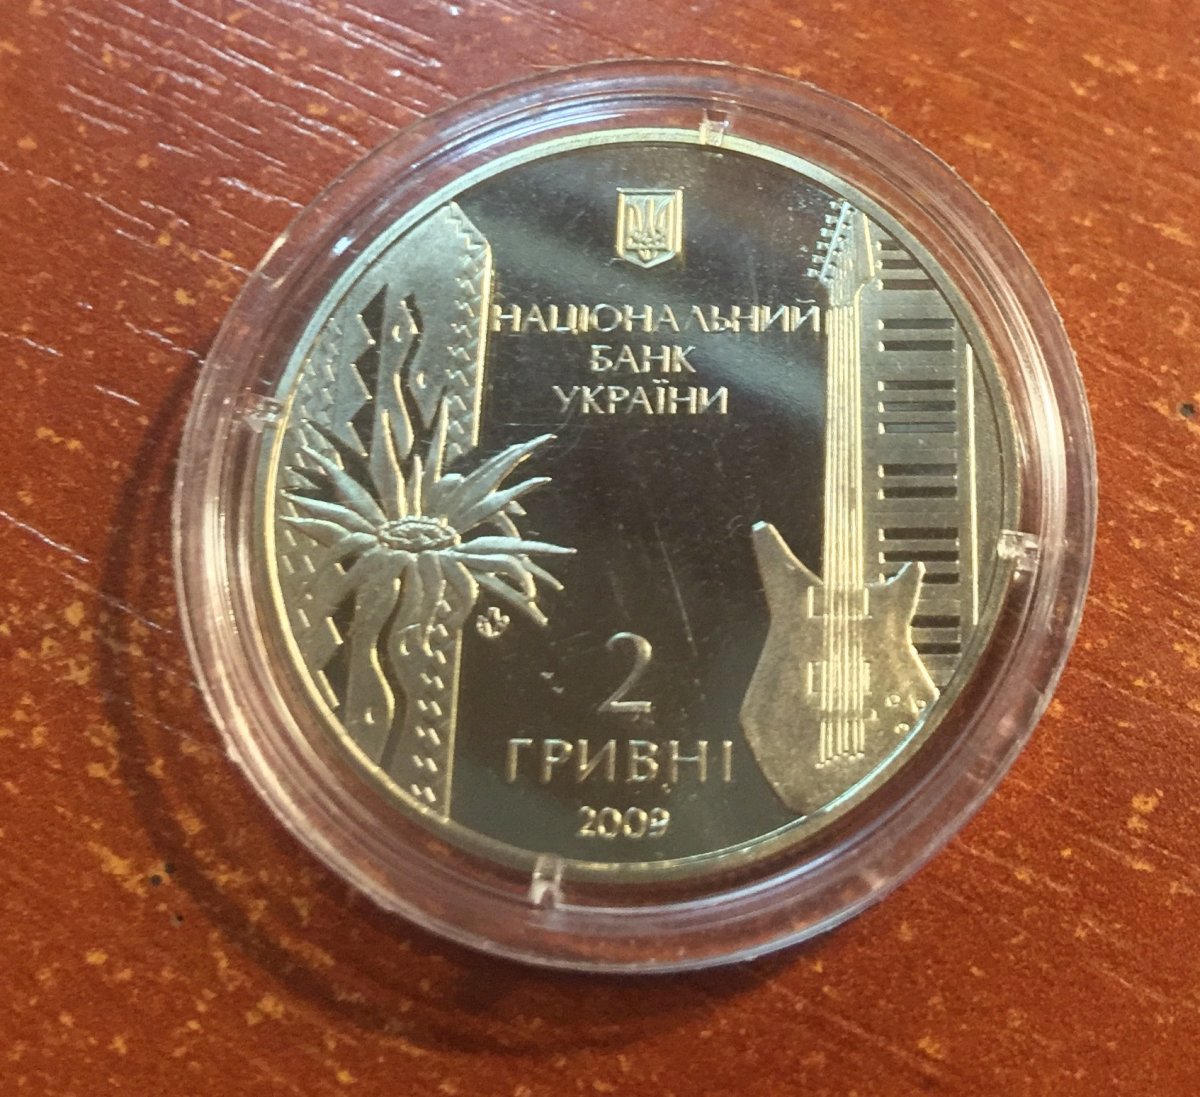 НАЦІОНАЛЬНИЙ
БАНК
УКРАЇНИ
2
ГРИВНІ
2009